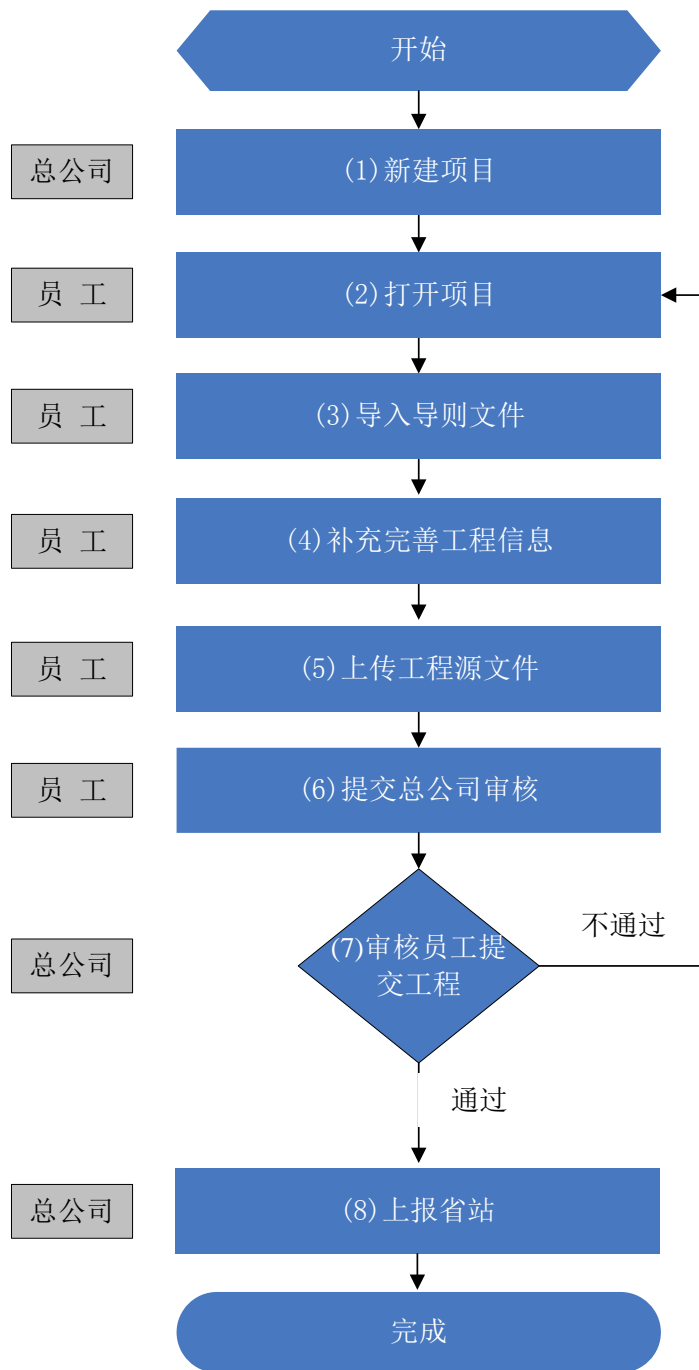 开始
总公司
(1)新建项目
员 工
(2)打开项目
员 工
(3)导入导则文件
员 工
(4)补充完善工程信息
员 工
(5)上传工程源文件
员 工
(6)提交总公司审核
总公司
(7)审核员工提
交工程
不通过
通过
总公司
(8)上报省站
完成